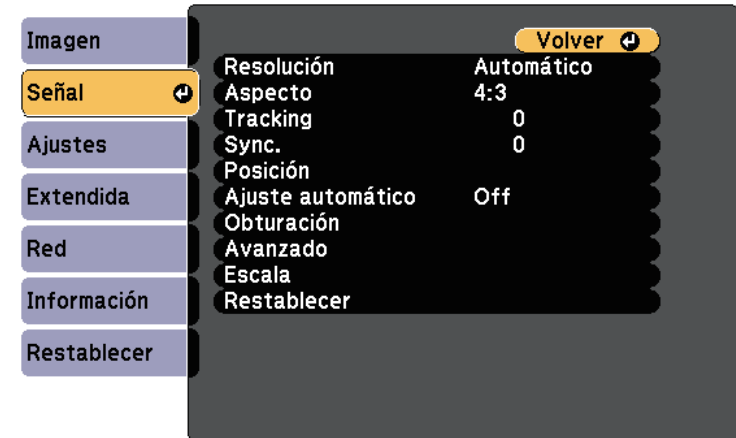 Imagen
Señal
Ajustes
Extendida
Red
Información
Restablecer
Volver
Resolución Automático
Aspecto 4:3
Tracking 0
Sync. 0
Posición
Ajuste automático Off
Obturación
Avanzado
Escala
Restablecer